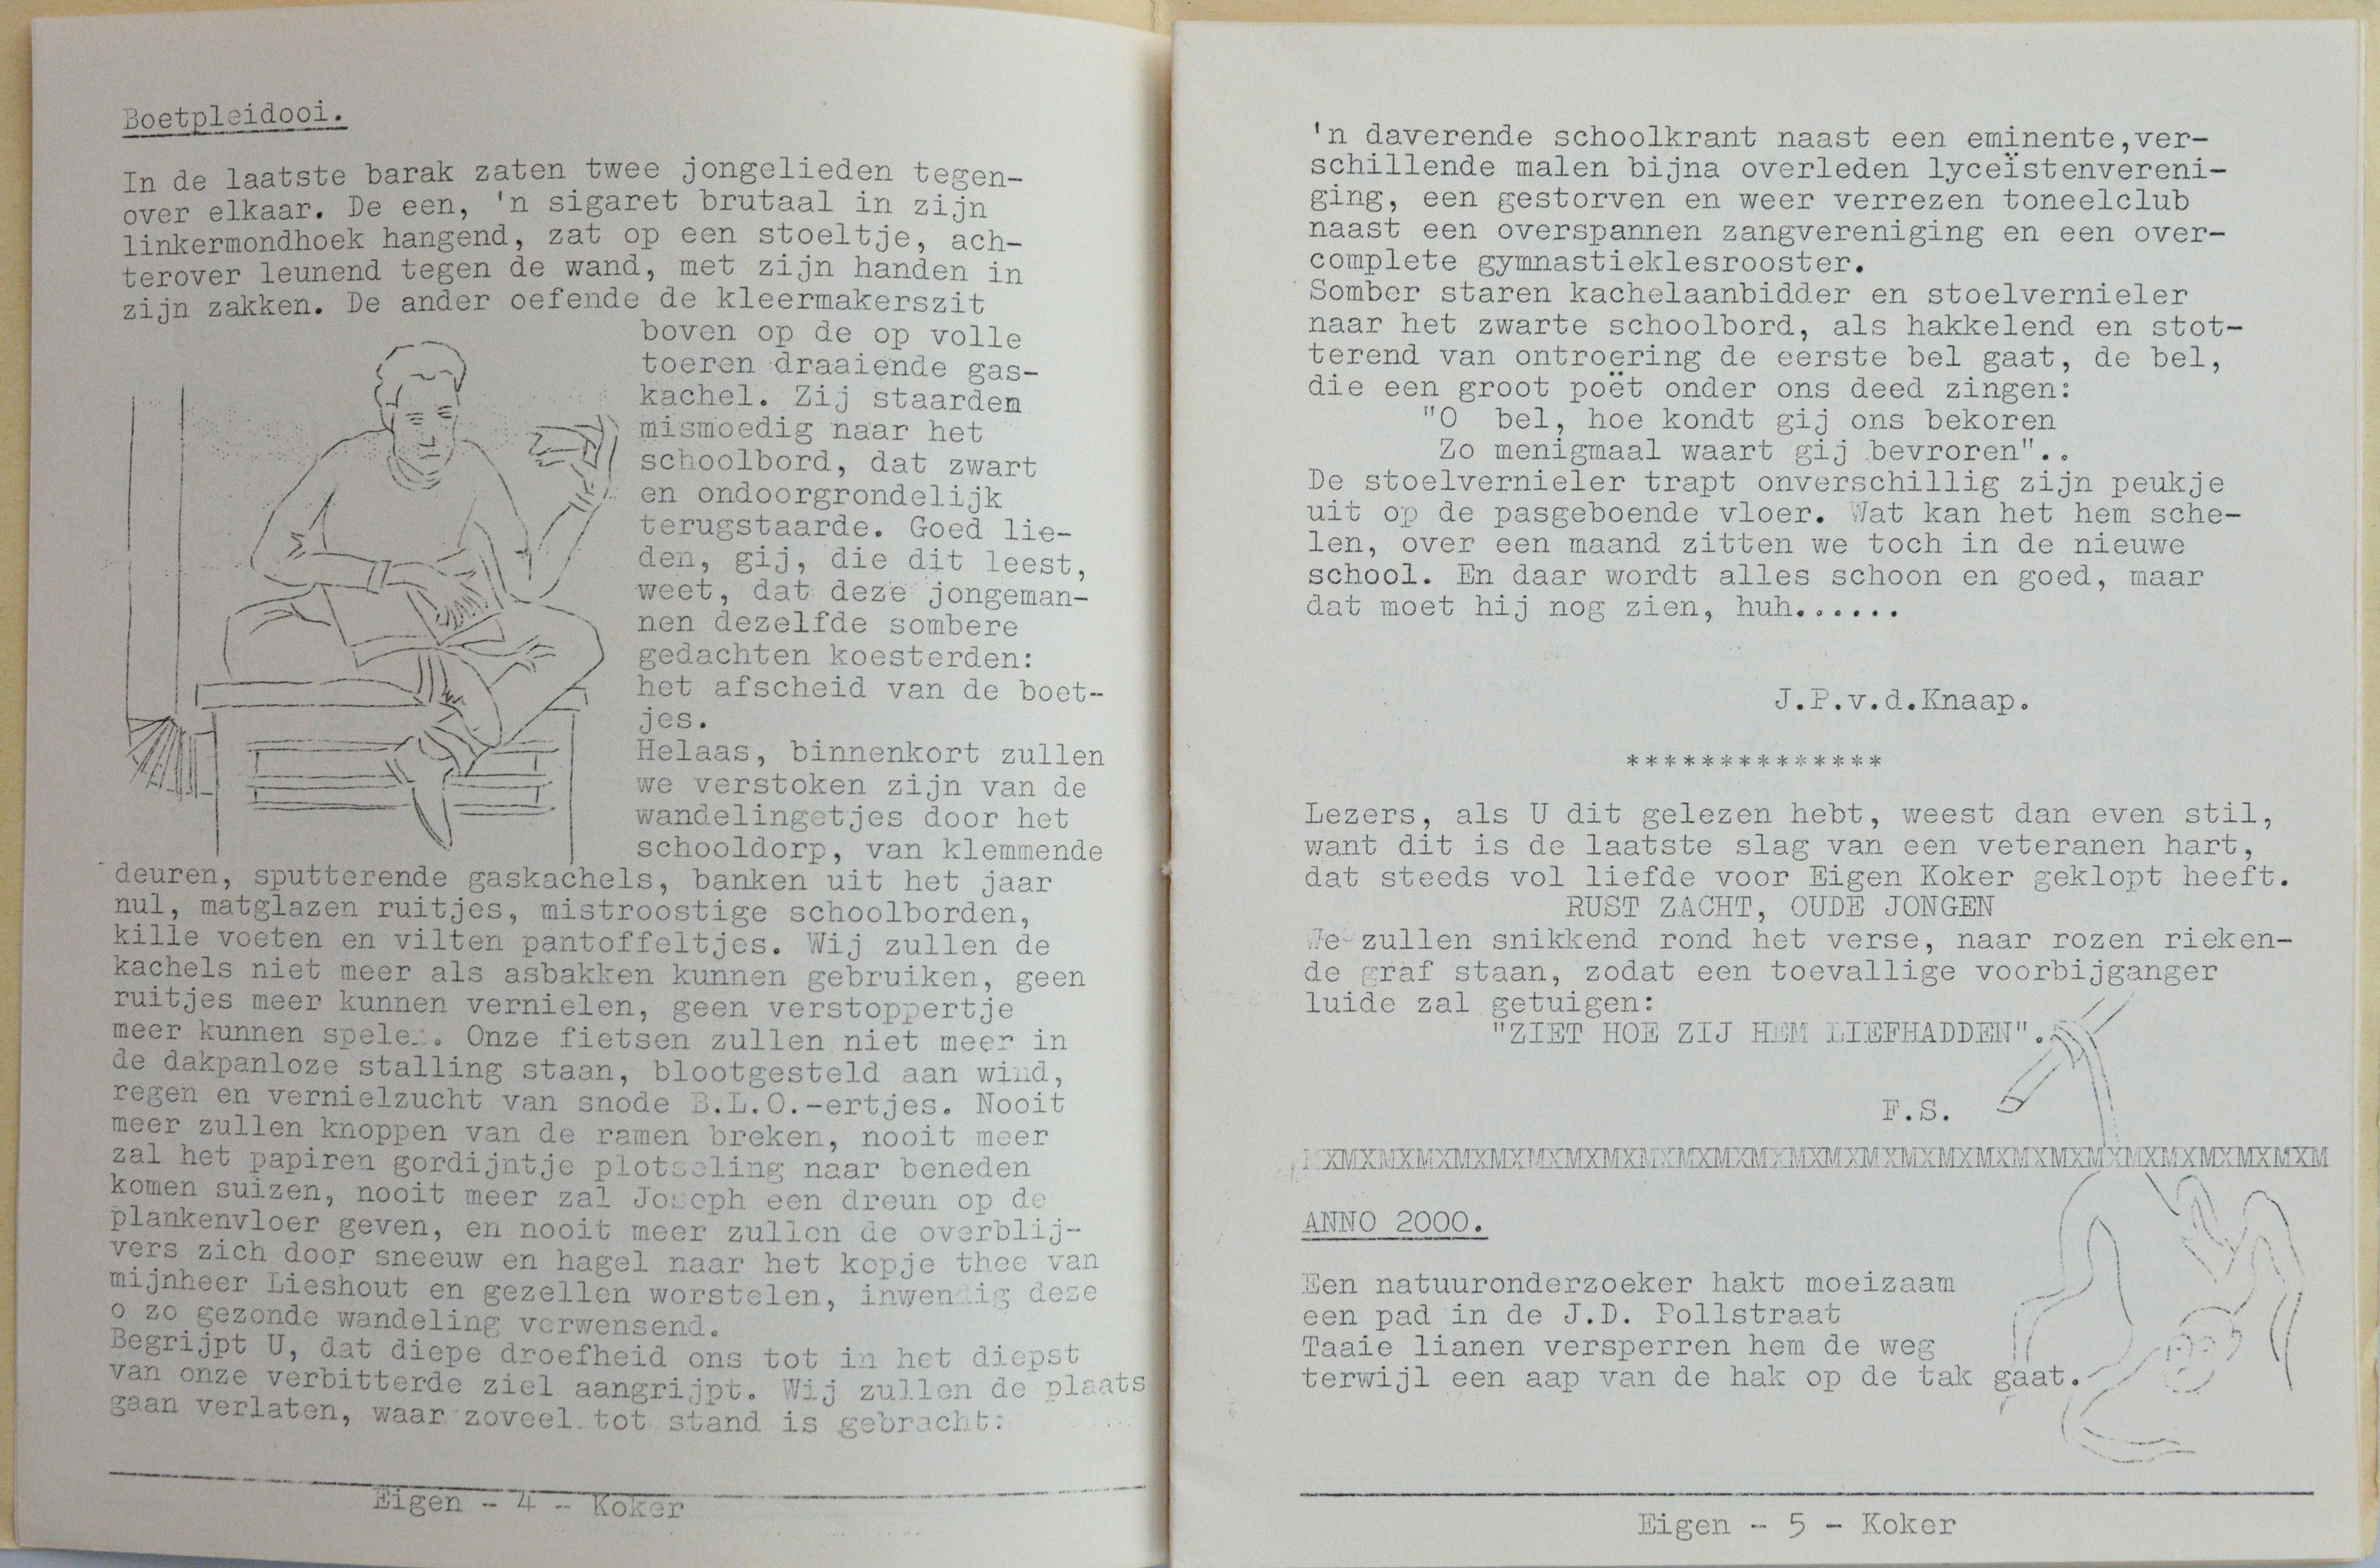 Boetpleidooi.
In de laatste barak zaten twee jongelieden tegen-
over elkaar. De een, 'n sigaret brutaal in zijn
linkermondhoek hangend, zat op een stoeltje, ach-
terover leunend tegen de wand, met zijn handen in
zijn zakken. De ander oefende de kleermakerszit
boven op de op volle
toeren draaiende gas-
kachel. Zij staarden
mismoedig naar het
schoolbord, dat zwart
en ondoorgrondelijk
terugstaarde. Goed lie-
den, gij, die dit leest,
weet, dat deze jongeman-
nen dezelfde sombere
gedachten koesterden:
het afscheid van de boet-
jes.
Helaas, binnenkort zullen
we verstoken zijn van de
wandelingetjes door het
schooldorp, van klemmende
deuren, sputterende gaskachels, banken uit het jaar
nul, matglazen ruitjes, mistroostige schoolborden,
kille voeten en vilten pantoffeltjes. Wij zullen de
kachels niet meer als asbakken kunnen gebruiken, geen
ruitjes meer kunnen vernielen, geen verstoppertje
meer kunnen spelen. Onze fietsen zullen niet meer in
de dakpanloze stalling staan, blootgesteld aan wind,
regen en vernielzucht van snode B.L.O.-ertjes. Nooit
meer zullen knoppen van de ramen breken, nooit meer
zal het papiren gordijntje plotseling naar beneden
komen suizen, nooit meer zal Joseph een dreun op de
plankenvloer geven, en nooit meer zullen de overblij-
vers zich door sneeuw en hagel naar het kopje thee van
mijnheer Lieshout en gezellen worstelen, inwendig deze
o zo gezonde wandeling verwensend.
Begrijpt U, dat diepe droefheid ons tot in het diepst
van onze verbitterde ziel aangrijpt. Wij zullen de plaats
gaan verlaten, waar zoveel tot stand is gebracht:
Eigen - 4 - Koker
'n daverende schoolkrant naast een eminente,ver-
schillende malen bijna overleden lyceïstenvereni-
ging, een gestorven en weer verrezen toneelclub
naast een overspannen zangvereniging en een over-
complete gymnastieklesrooster.
Somber staren kachelaanbidder en stoelvernieler
naar het zwarte schoolbord, als hakkelend en stot-
terend van ontroering de eerste bel gaat, de bel,
die een groot poët onder ons deed zingen:
"O bel, hoe kondt gij ons bekoren
Zo menigmaal waart gij bevroren"..
De stoelvernieler trapt onverschillig zijn peukje
uit op de pasgeboende vloer. Wat kan het hem sche-
len, over een maand zitten we toch in de nieuwe
school. En daar wordt alles schoon en goed, maar
dat moet hij nog zien, huh......
J.P.v.d.Knaap.
**************
Lezers, als U dit gelezen hebt, weest dan even stil,
want dit is de laatste slag van een veteranen hart,
dat steeds vol liefde voor Eigen Koker geklopt heeft.
RUST ZACHT, OUDE JONGEN
We zullen snikkend rond het verse, naar rozen rieken-
de graf staan, zodat een toevallige voorbijganger
luide zal getuigen:
"ZIET HOE ZIJ HEM LIEFHADDEN".
F.S.
MXMXMXMXMXMXMXMXMXMXMXMXMXMXMXMXMXMXMXMXMXMXMXMXMXMXMXM
ANNO 2000.
Een natuuronderzoeker hakt moeizaam
een pad in de J.D. Pollstraat
Taaie lianen versperren hem de weg
terwijl een aap van de hak op de tak gaat.
Eigen - 5 - Koker